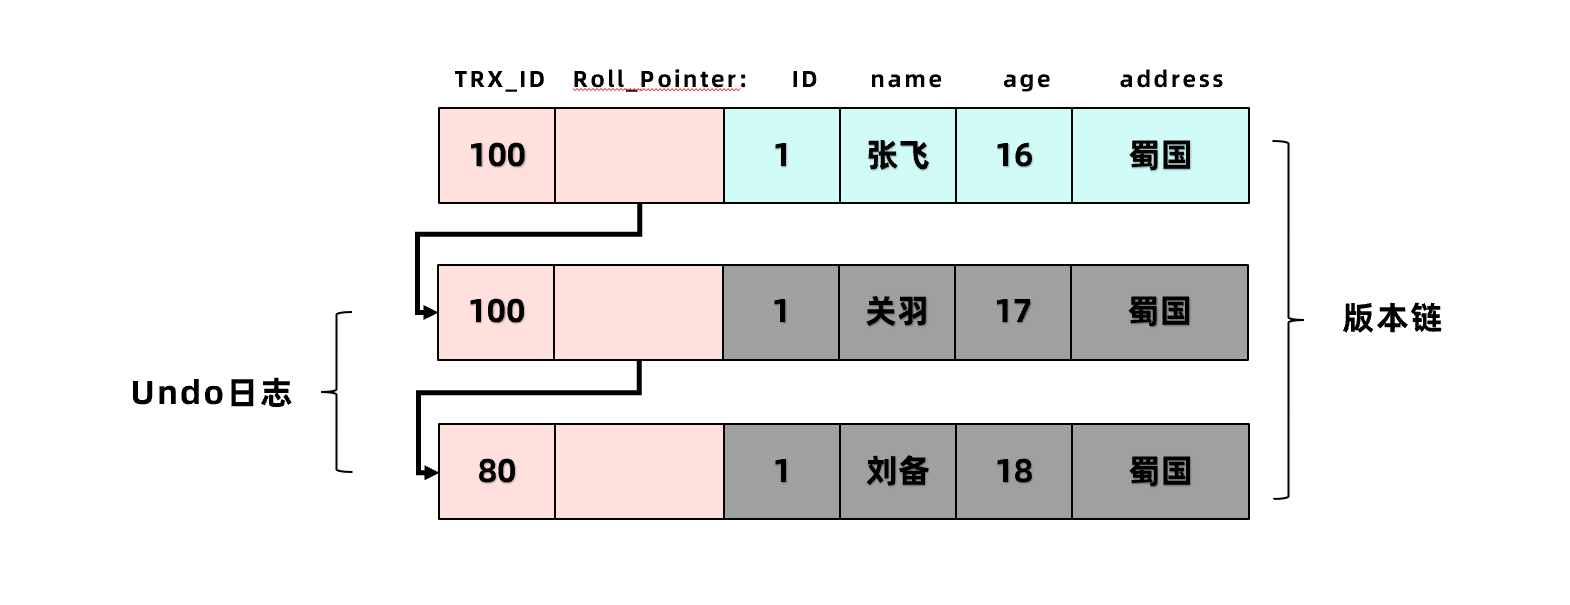 TRX_ID Roll_Pointer: ID name age address
100 1 张飞 16 蜀国
100 1 关羽 17 蜀国
版本链
Undo日志
80 1 刘备 18 蜀国